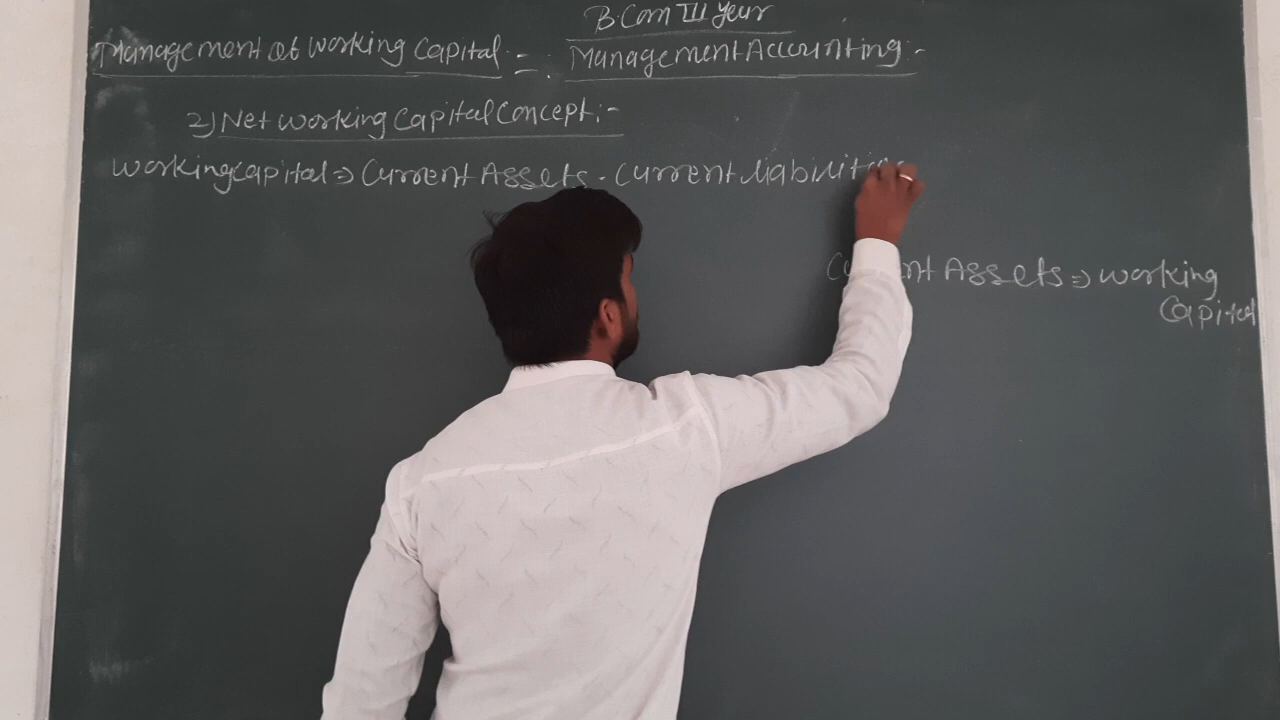 B.Com III Year
Management of Working Capital :- Management Accounting :-
2) Net Working Capital Concept :-
Working Capital => Current Assets - Current liabilities
Current Assets => Working
Capital